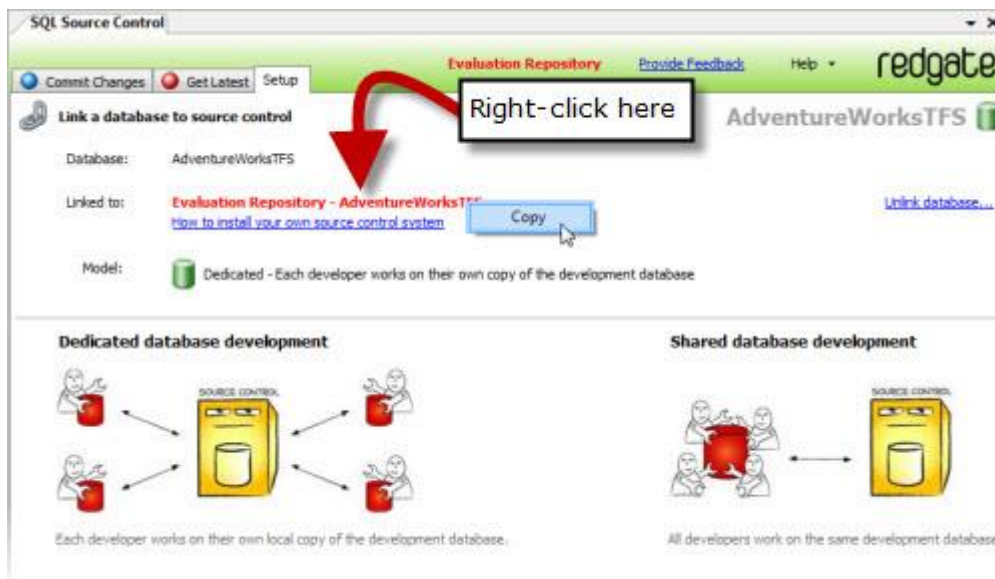 SQL Source Control
Evaluation Repository Provide Feedback Help redgate
Commit Changes Get Latest Setup
Right-click here
Link a database to source control AdventureWorksTFS
Database: AdventureWorksTFS
Linked to: Evaluation Repository - AdventureWorksTFS Unlink database...
How to install your own source control system Copy
Model: Dedicated - Each developer works on their own copy of the development database
Dedicated database development Shared database development
SOURCE CONTROL SOURCE CONTROL
Each developer works on their own local copy of the development database. All developers work on the same development database